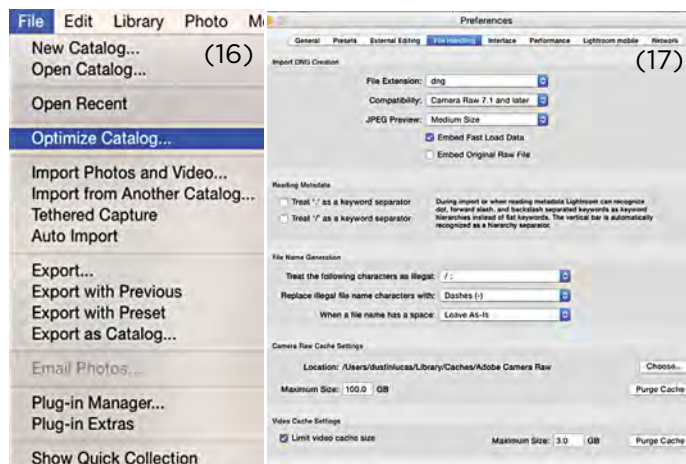 File Edit Library Photo M
New Catalog... (16)
Open Catalog...
Open Recent
Optimize Catalog...
Import Photos and Video...
Import from Another Catalog...
Tethered Capture
Auto Import
Export...
Export with Previous
Export with Preset
Export as Catalog...
Email Photos...
Plug-in Manager...
Plug-in Extras
Show Quick Collection
Preferences
General Presets External Editing File Handling Interface Performance Lightroom mobile Network
(17)
Import DNG Creation
File Extension: dng
Compatibility: Camera Raw 7.1 and later
JPEG Preview: Medium Size
Embed Fast Load Data
Embed Original Raw File
Reading Metadata
Treat '.' as a keyword separator
Treat '/' as a keyword separator
During import or when reading metadata Lightroom can recognize
dot, forward slash, and backslash separated keywords as keyword
hierarchies instead of flat keywords. The vertical bar is automatically
recognized as a hierarchy separator.
File Name Generation
Treat the following characters as illegal: / :
Replace illegal file name characters with: Dashes (-)
When a file name has a space: Leave As-Is
Camera Raw Cache Settings
Location: /Users/dustinlucas/Library/Caches/Adobe Camera Raw Choose...
Maximum Size: 100.0 GB Purge Cache
Video Cache Settings
Limit video cache size Maximum Size: 3.0 GB Purge Cache